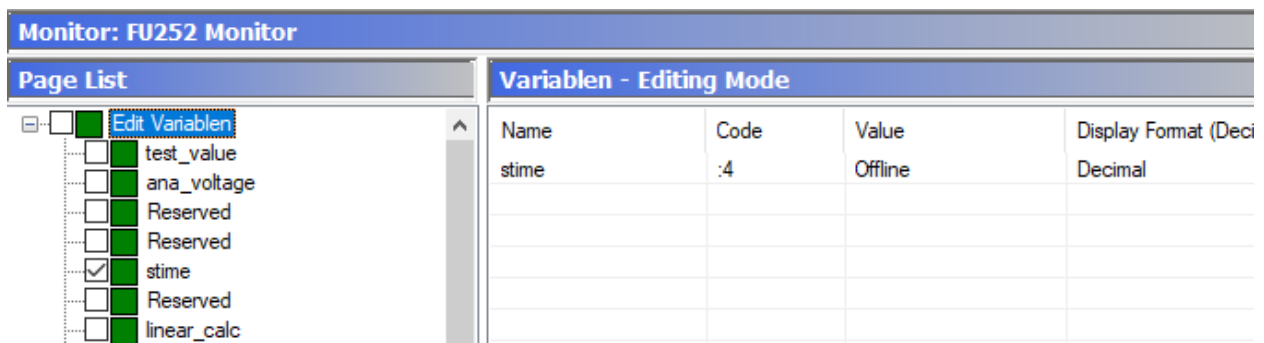 Monitor: FU252 Monitor
Page List
Edit Variablen
test_value
ana_voltage
Reserved
Reserved
stime
Reserved
linear_calc
Variablen - Editing Mode
Name Code Value Display Format (Deci
stime :4 Offline Decimal